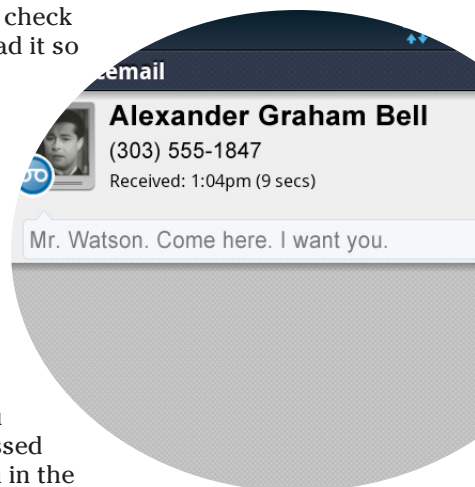 check
ad it so
cemail
Alexander Graham Bell
(303) 555-1847
Received: 1:04pm (9 secs)
Mr. Watson. Come here. I want you.
ssed
in the